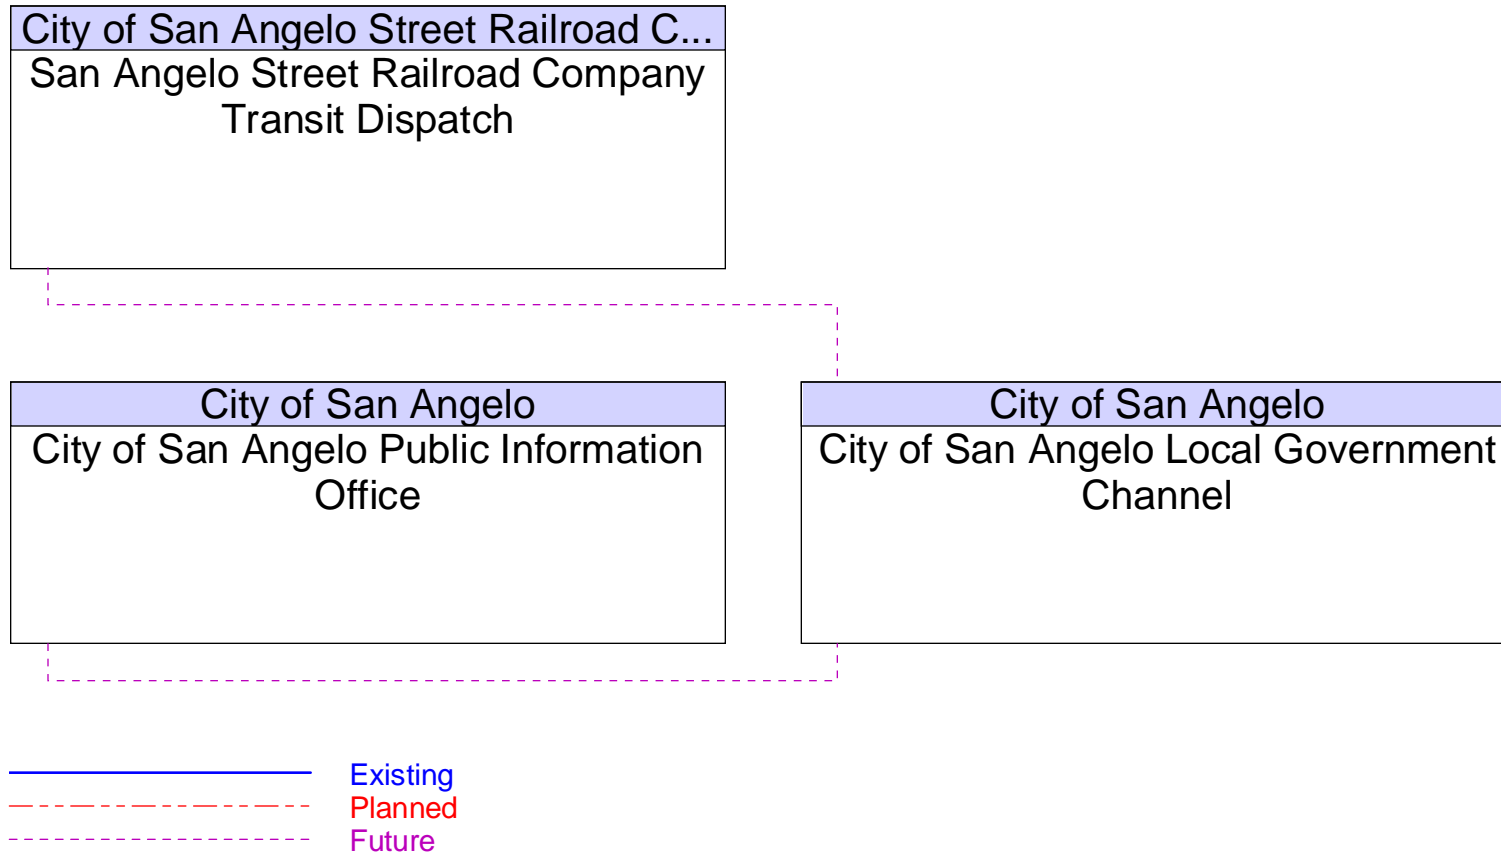 City of San Angelo Street Railroad C...
San Angelo Street Railroad Company
Transit Dispatch
City of San Angelo
City of San Angelo Public Information
Office
City of San Angelo
City of San Angelo Local Government
Channel
Existing
Planned
Future